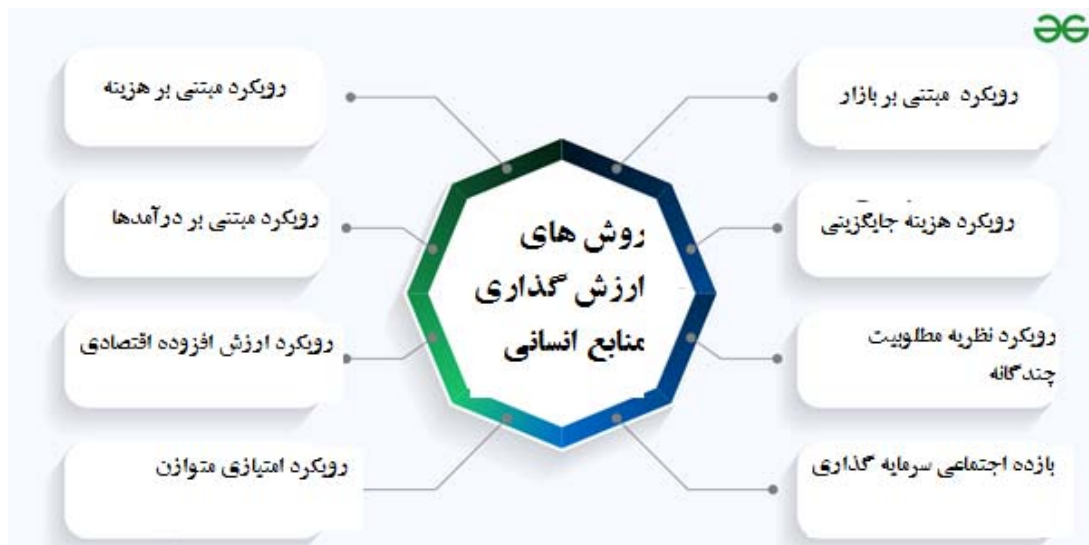 روش های
ارزش گذاری
منابع انسانی
رویکرد مبتنی بر بازار
رویکرد هزینه جایگزینی
رویکرد نظریه مطلوبیت
چندگانه
بازده اجتماعی سرمایه گذاری
رویکرد مبتنی بر هزینه
رویکرد مبتنی بر درآمدها
رویکرد ارزش افزوده اقتصادی
رویکرد امتیازی متوازن